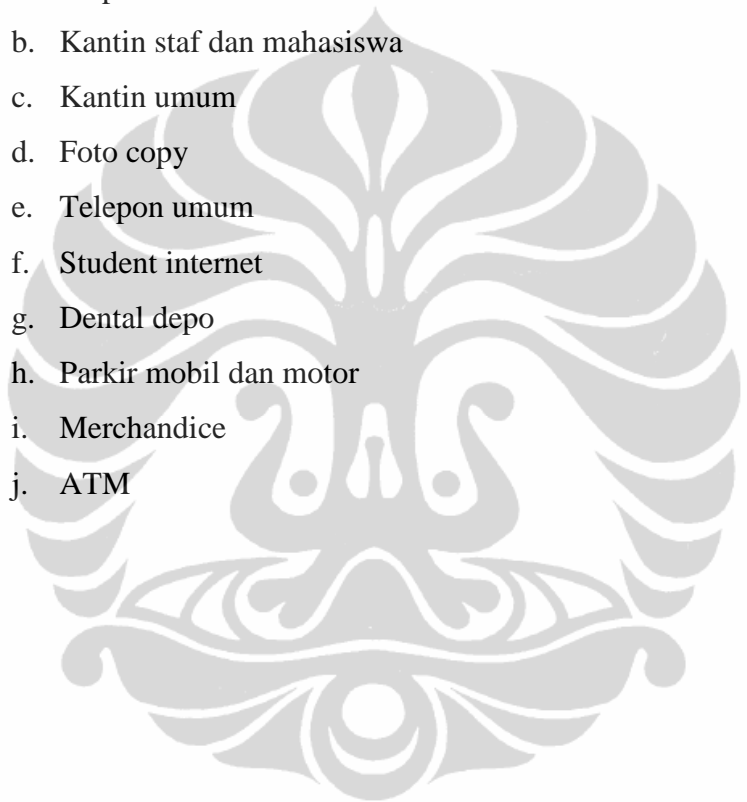 b. Kantin staf dan mahasiswa
c. Kantin umum
d. Foto copy
e. Telepon umum
f. Student internet
g. Dental depo
h. Parkir mobil dan motor
i. Merchandice
j. ATM